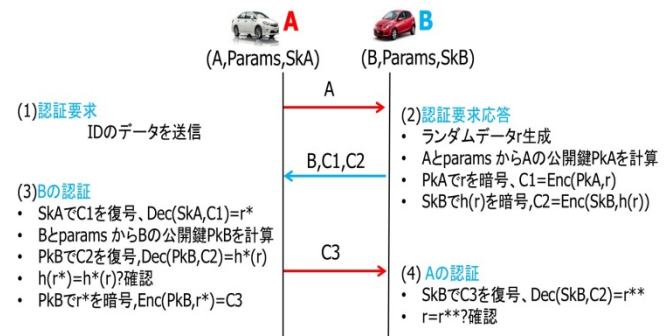 A
B
(A,Params,SkA)
(B,Params,SkB)
A
(1)認証要求
IDのデータを送信
(2)認証要求応答
• ランダムデータr生成
• Aとparams からAの公開鍵PkAを計算
• PkAでrを暗号、C1=Enc(PkA,r)
• SkBでh(r)を暗号,C2=Enc(SkB,h(r))
B,C1,C2
(3)Bの認証
• SkAでC1を復号、Dec(SkA,C1)=r*
• Bとparams からBの公開鍵PkBを計算
• PkBでC2を復号,Dec(PkB,C2)=h*(r)
• h(r*)=h*(r)?確認
• PkBでr*を暗号,Enc(PkB,r*)=C3
C3
(4) Aの認証
• SkBでC3を復号、Dec(SkB,C2)=r**
• r=r**?確認